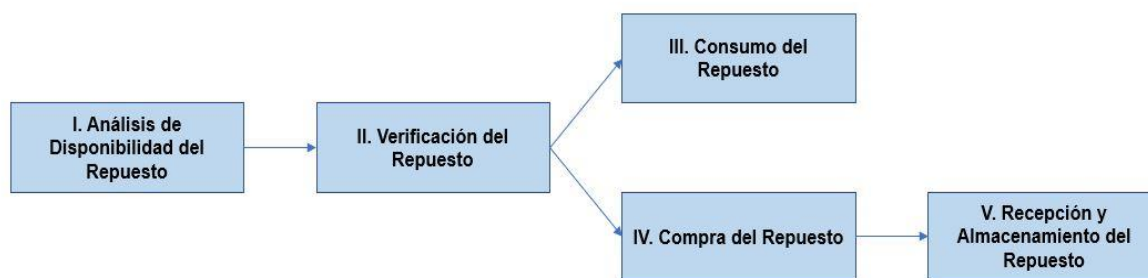 I. Análisis de
Disponibilidad del
Repuesto
II. Verificación del
Repuesto
III. Consumo del
Repuesto
IV. Compra del Repuesto
V. Recepción y
Almacenamiento del
Repuesto